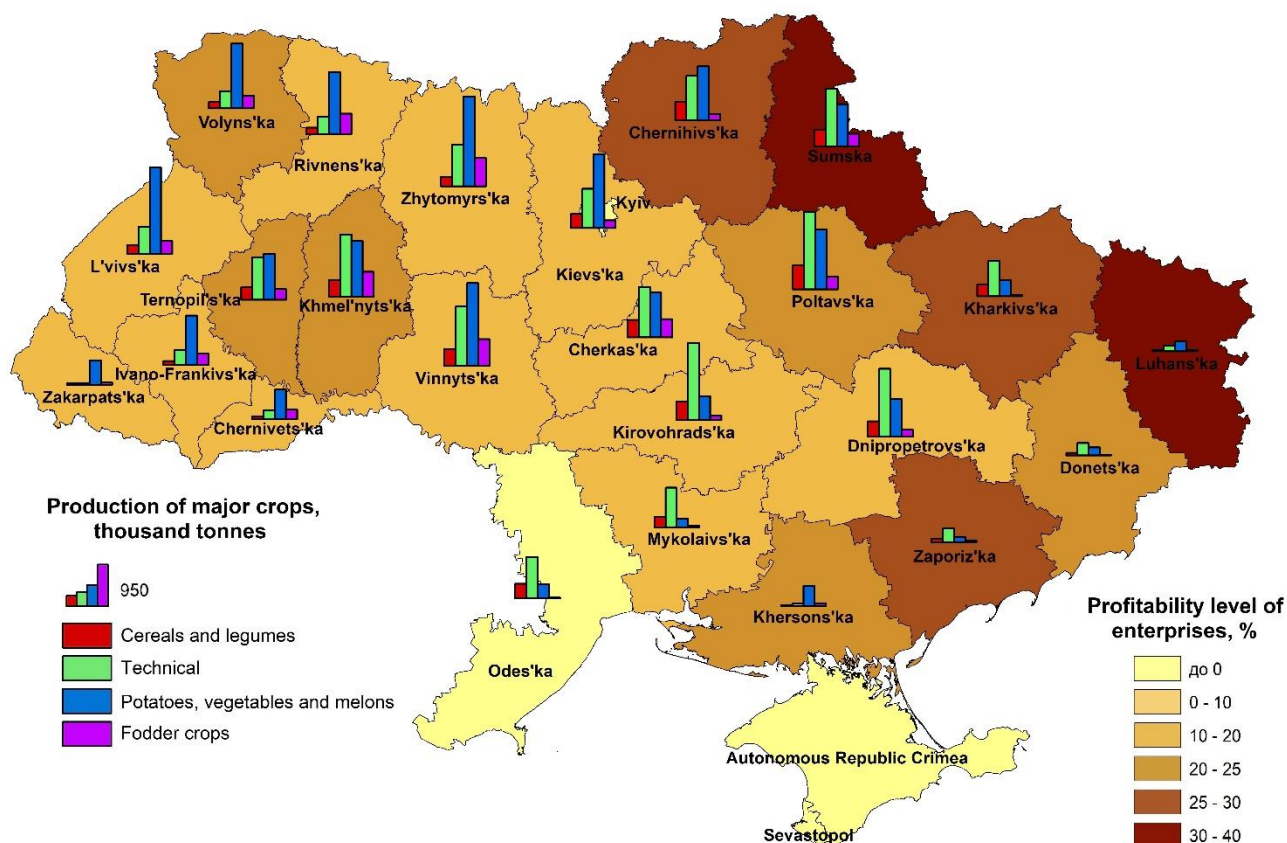 Volyns'ka
Rivnens'ka
Zhytomyrs'ka
Chernihivs'ka
Sumska
Kyiv
L'vivs'ka
Ternopil's'ka
Khmel'nyts'ka
Kievs'ka
Poltavs'ka
Kharkivs'ka
Luhans'ka
Cherkas'ka
Vinnyts'ka
Ivano-Frankivs'ka
Zakarpats'ka
Chernivets'ka
Kirovohrads'ka
Dnipropetrovs'ka
Donets'ka
Mykolaivs'ka
Zaporiz'ka
Khersons'ka
Odes'ka
Autonomous Republic Crimea
Sevastopol
Production of major crops,
thousand tonnes
950
Cereals and legumes
Technical
Potatoes, vegetables and melons
Fodder crops
Profitability level of
enterprises, %
до 0
0 - 10
10 - 20
20 - 25
25 - 30
30 - 40